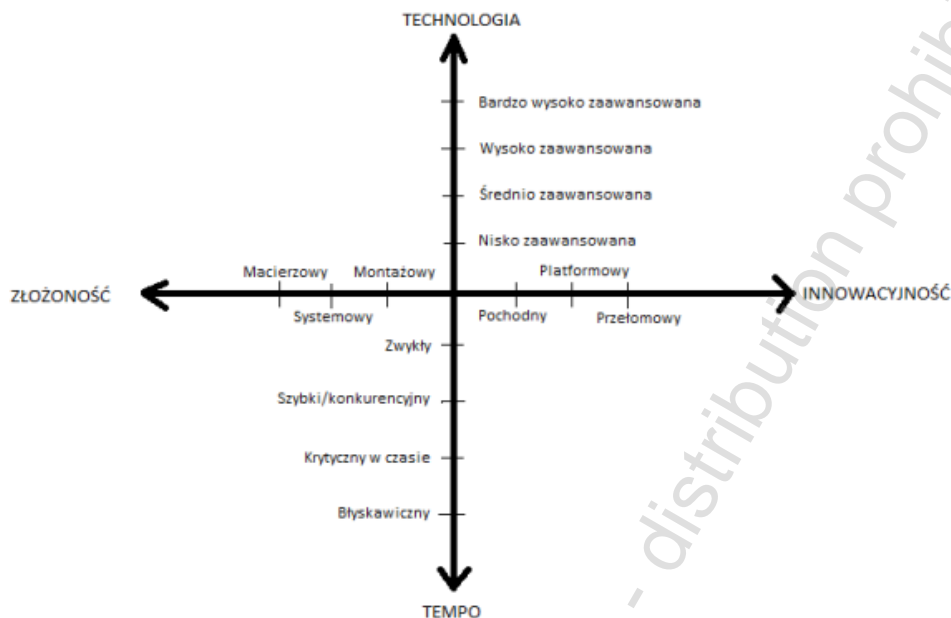 TECHNOLOGIA
Bardzo wysoko zaawansowana
Wysoko zaawansowana
Średnio zaawansowana
Nisko zaawansowana
Macierzowy Montażowy Platformowy
ZŁOŻONOŚĆ INNOWACYJNOŚĆ
Systemowy Pochodny Przełomowy
Zwykły
Szybki/konkurencyjny
Krytyczny w czasie
Błyskawiczny
TEMPO
- distribution